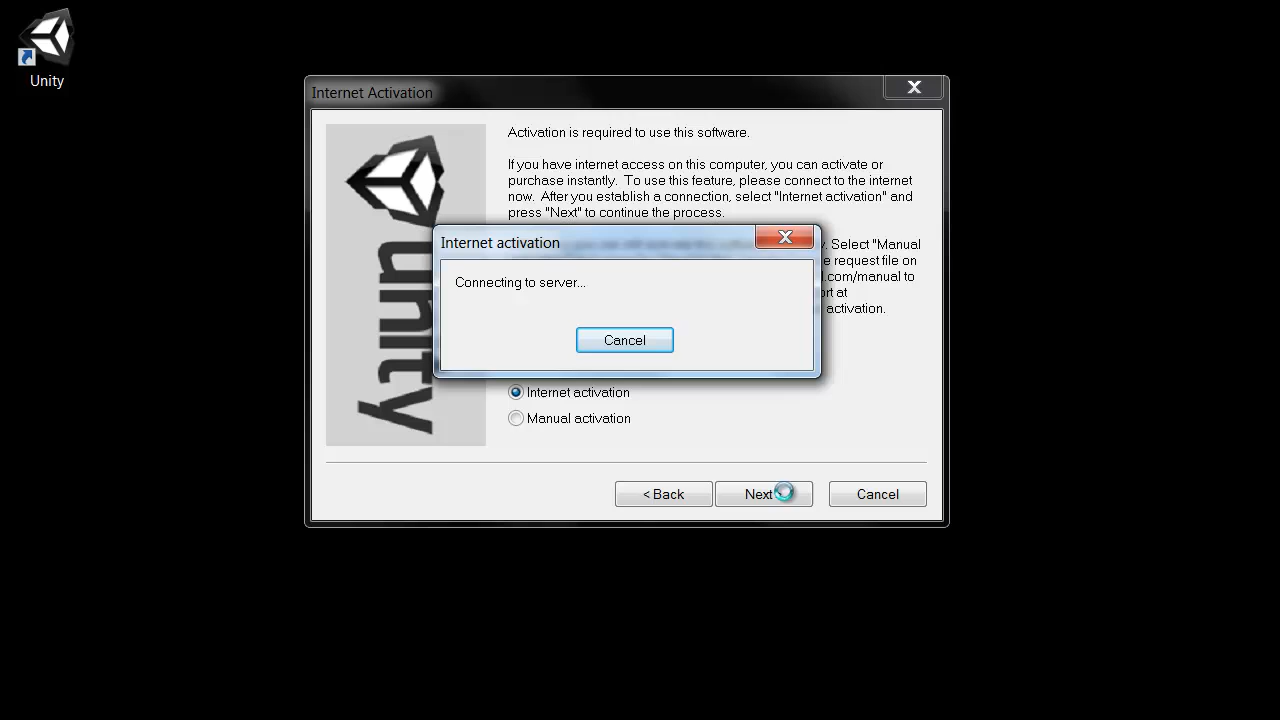 Unity
Internet Activation
X
unity
Activation is required to use this software.
If you have internet access on this computer, you can activate or
purchase instantly. To use this feature, please connect to the internet
now. After you establish a connection, select "Internet activation" and
press "Next" to continue the process.
Internet activation
X
Connecting to server...
Cancel
. Select "Manual
request file on
.com/manual to
at
activation.
Internet activation
Manual activation
< Back
Next
Cancel